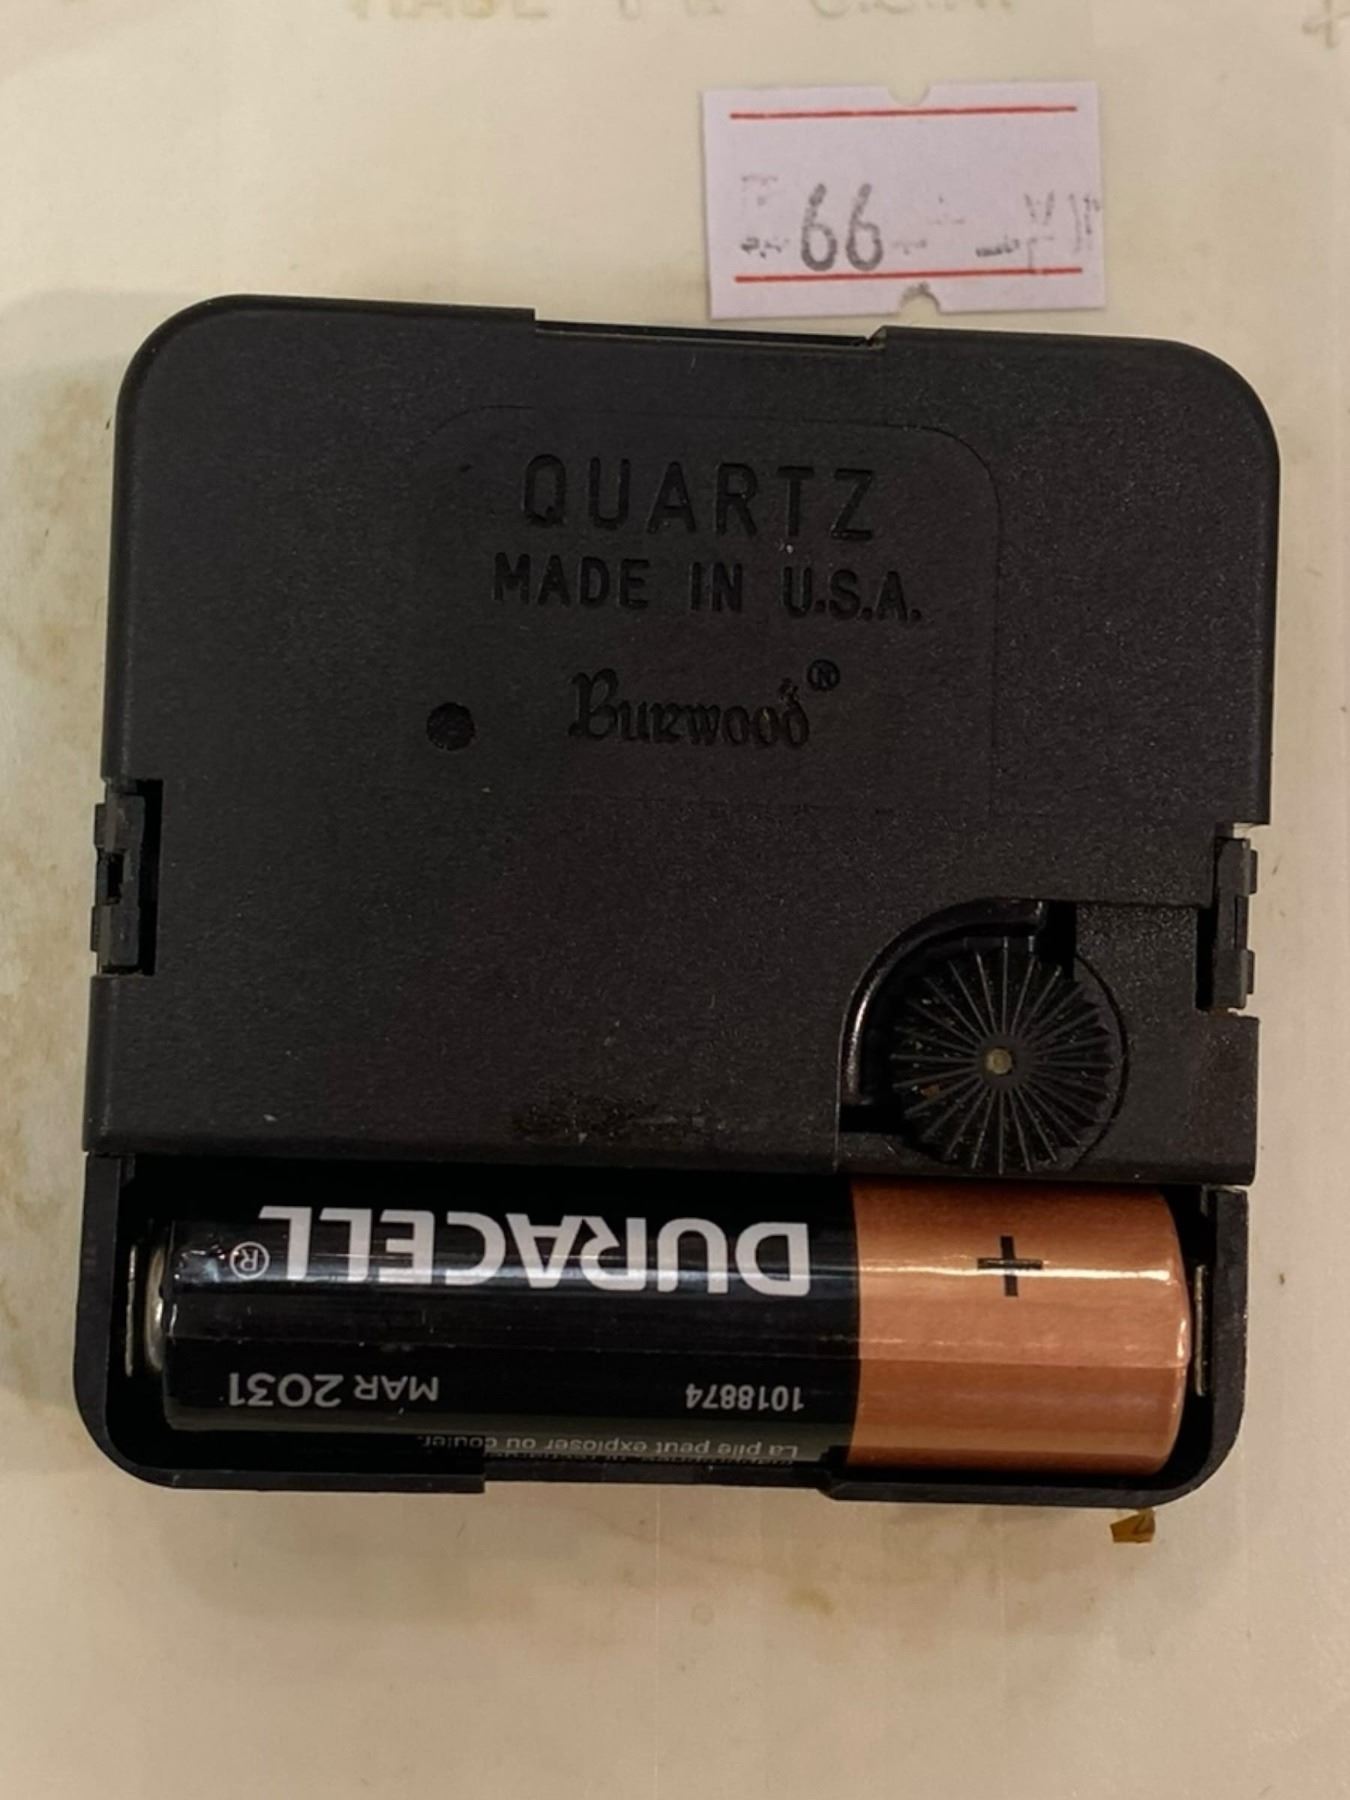 66
QUARTZ
MADE IN U.S.A.
Burwood®
DURACELL®
+
1018874 MAR 2031
La pile peut exploser ou couler.